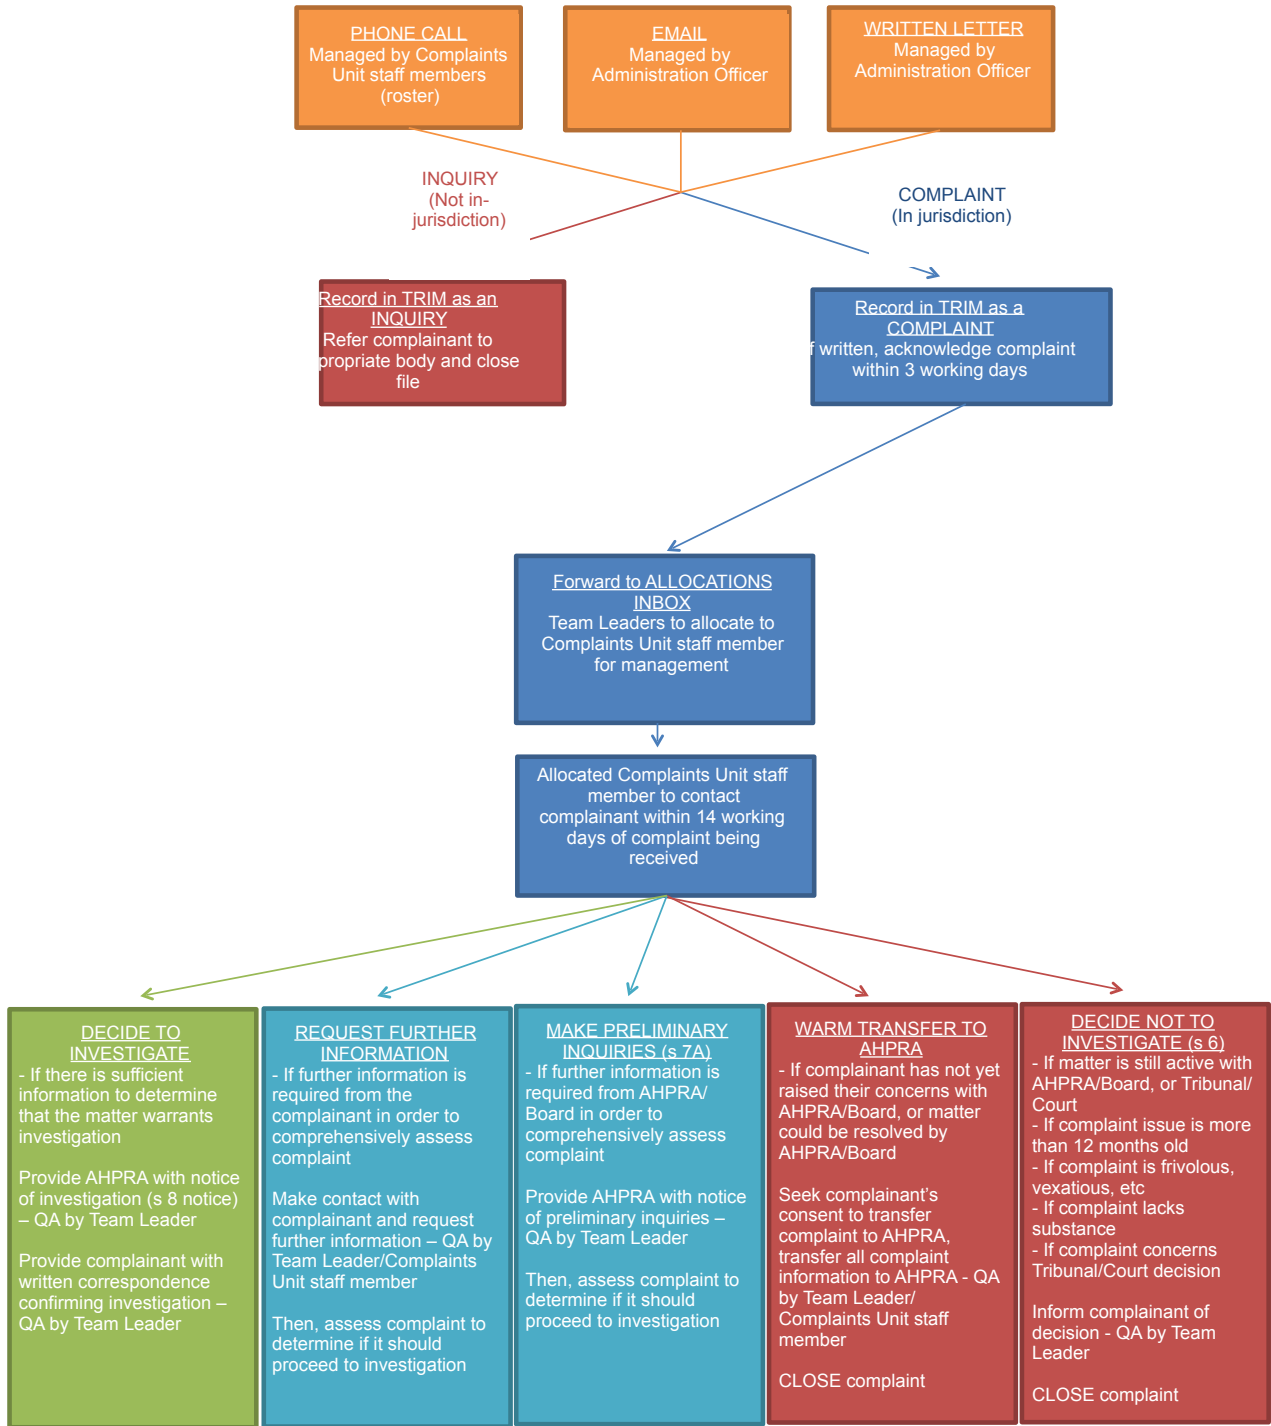 PHONE CALL
Managed by Complaints
Unit staff members
(roster)
EMAIL
Managed by
Administration Officer
WRITTEN LETTER
Managed by
Administration Officer
INQUIRY
(Not in-
jurisdiction)
COMPLAINT
(In jurisdiction)
Record in TRIM as an
INQUIRY
Refer complainant to
propriate body and close
file
Record in TRIM as a
COMPLAINT
f written, acknowledge complaint
within 3 working days
Forward to ALLOCATIONS
INBOX
Team Leaders to allocate to
Complaints Unit staff member
for management
Allocated Complaints Unit staff
member to contact
complainant within 14 working
days of complaint being
received
DECIDE TO
INVESTIGATE
- If there is sufficient
information to determine
that the matter warrants
investigation
Provide AHPRA with notice
of investigation (s 8 notice)
– QA by Team Leader
Provide complainant with
written correspondence
confirming investigation –
QA by Team Leader
REQUEST FURTHER
INFORMATION
- If further information is
required from the
complainant in order to
comprehensively assess
complaint
Make contact with
complainant and request
further information – QA by
Team Leader/Complaints
Unit staff member
Then, assess complaint to
determine if it should
proceed to investigation
MAKE PRELIMINARY
INQUIRIES (s 7A)
- If further information is
required from AHPRA/
Board in order to
comprehensively assess
complaint
Provide AHPRA with notice
of preliminary inquiries –
QA by Team Leader
Then, assess complaint to
determine if it should
proceed to investigation
WARM TRANSFER TO
AHPRA
- If complainant has not yet
raised their concerns with
AHPRA/Board, or matter
could be resolved by
AHPRA/Board
Seek complainant’s
consent to transfer
complaint to AHPRA,
transfer all complaint
information to AHPRA - QA
by Team Leader/
Complaints Unit staff
member
CLOSE complaint
DECIDE NOT TO
INVESTIGATE (s 6)
- If matter is still active with
AHPRA/Board, or Tribunal/
Court
- If complaint issue is more
than 12 months old
- If complaint is frivolous,
vexatious, etc
- If complaint lacks
substance
- If complaint concerns
Tribunal/Court decision
Inform complainant of
decision - QA by Team
Leader
CLOSE complaint